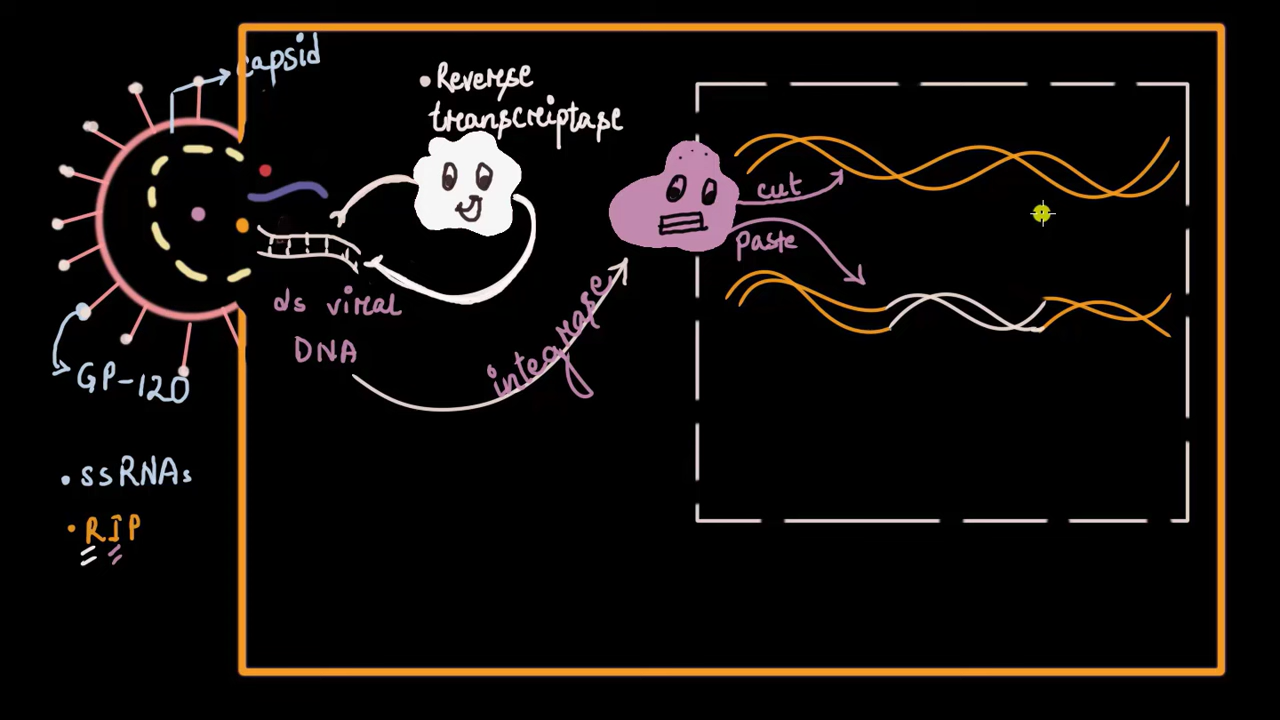 capsid
• Reverse
transcriptase
cut
paste
ds viral
DNA
integrase
GP-120
• ssRNAs
• RIP